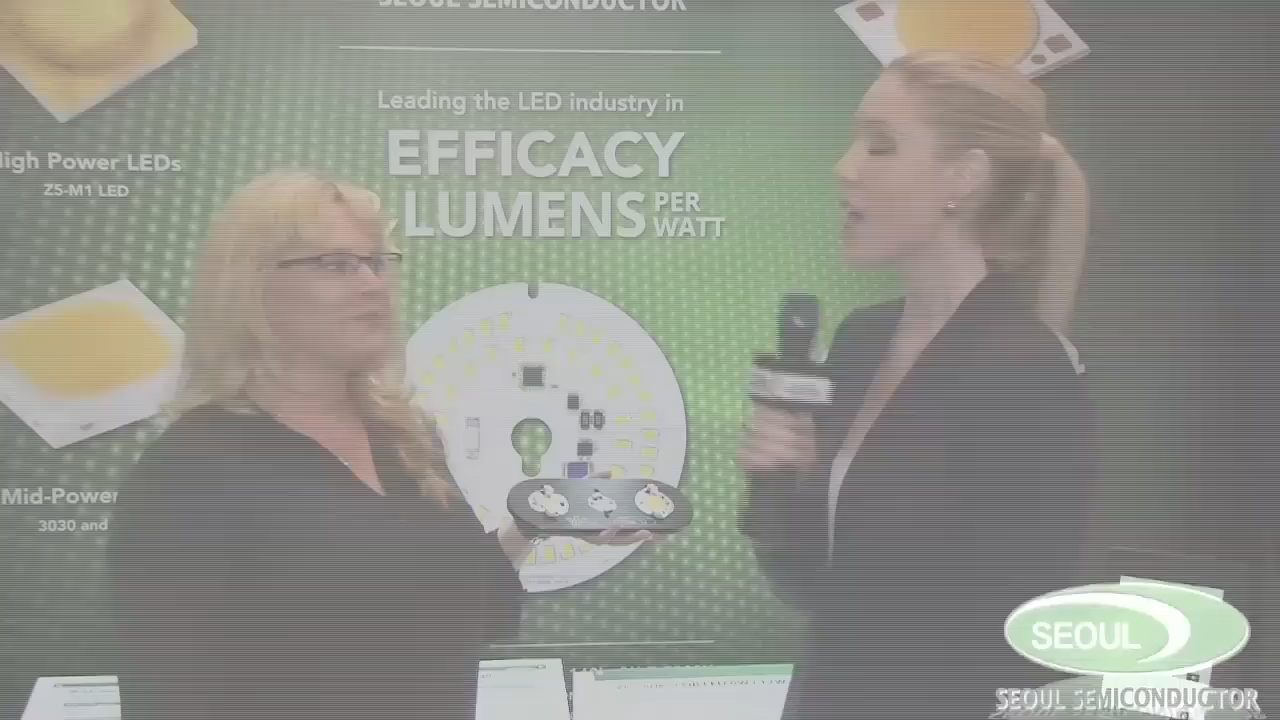 SEOUL SEMICONDUCTOR
Leading the LED industry in
EFFICACY
LUMENS PER WATT
High Power LEDs
Z5-M1 LED
Mid-Power
3030 and
SEOUL
SEOUL SEMICONDUCTOR